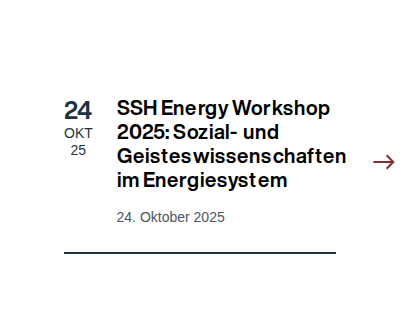 24
OKT
25
SSH Energy Workshop
2025: Sozial- und
Geisteswissenschaften
im Energiesystem
24. Oktober 2025